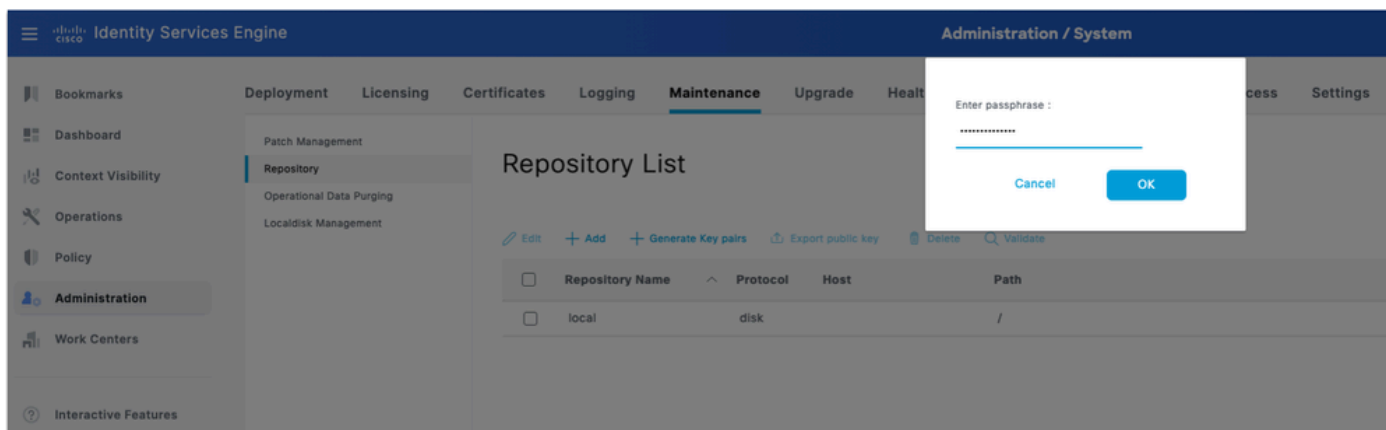 cisco Identity Services Engine
Administration / System
Bookmarks
Dashboard
Context Visibility
Operations
Policy
Administration
Work Centers
Interactive Features
Deployment Licensing Certificates Logging Maintenance Upgrade Healt cess Settings
Patch Management
Repository
Operational Data Purging
Localdisk Management
Repository List
Edit Add Generate Key pairs Export public key Delete Validate
Repository Name Protocol Host Path
local disk /
Enter passphrase :
••••••••••••••
Cancel OK